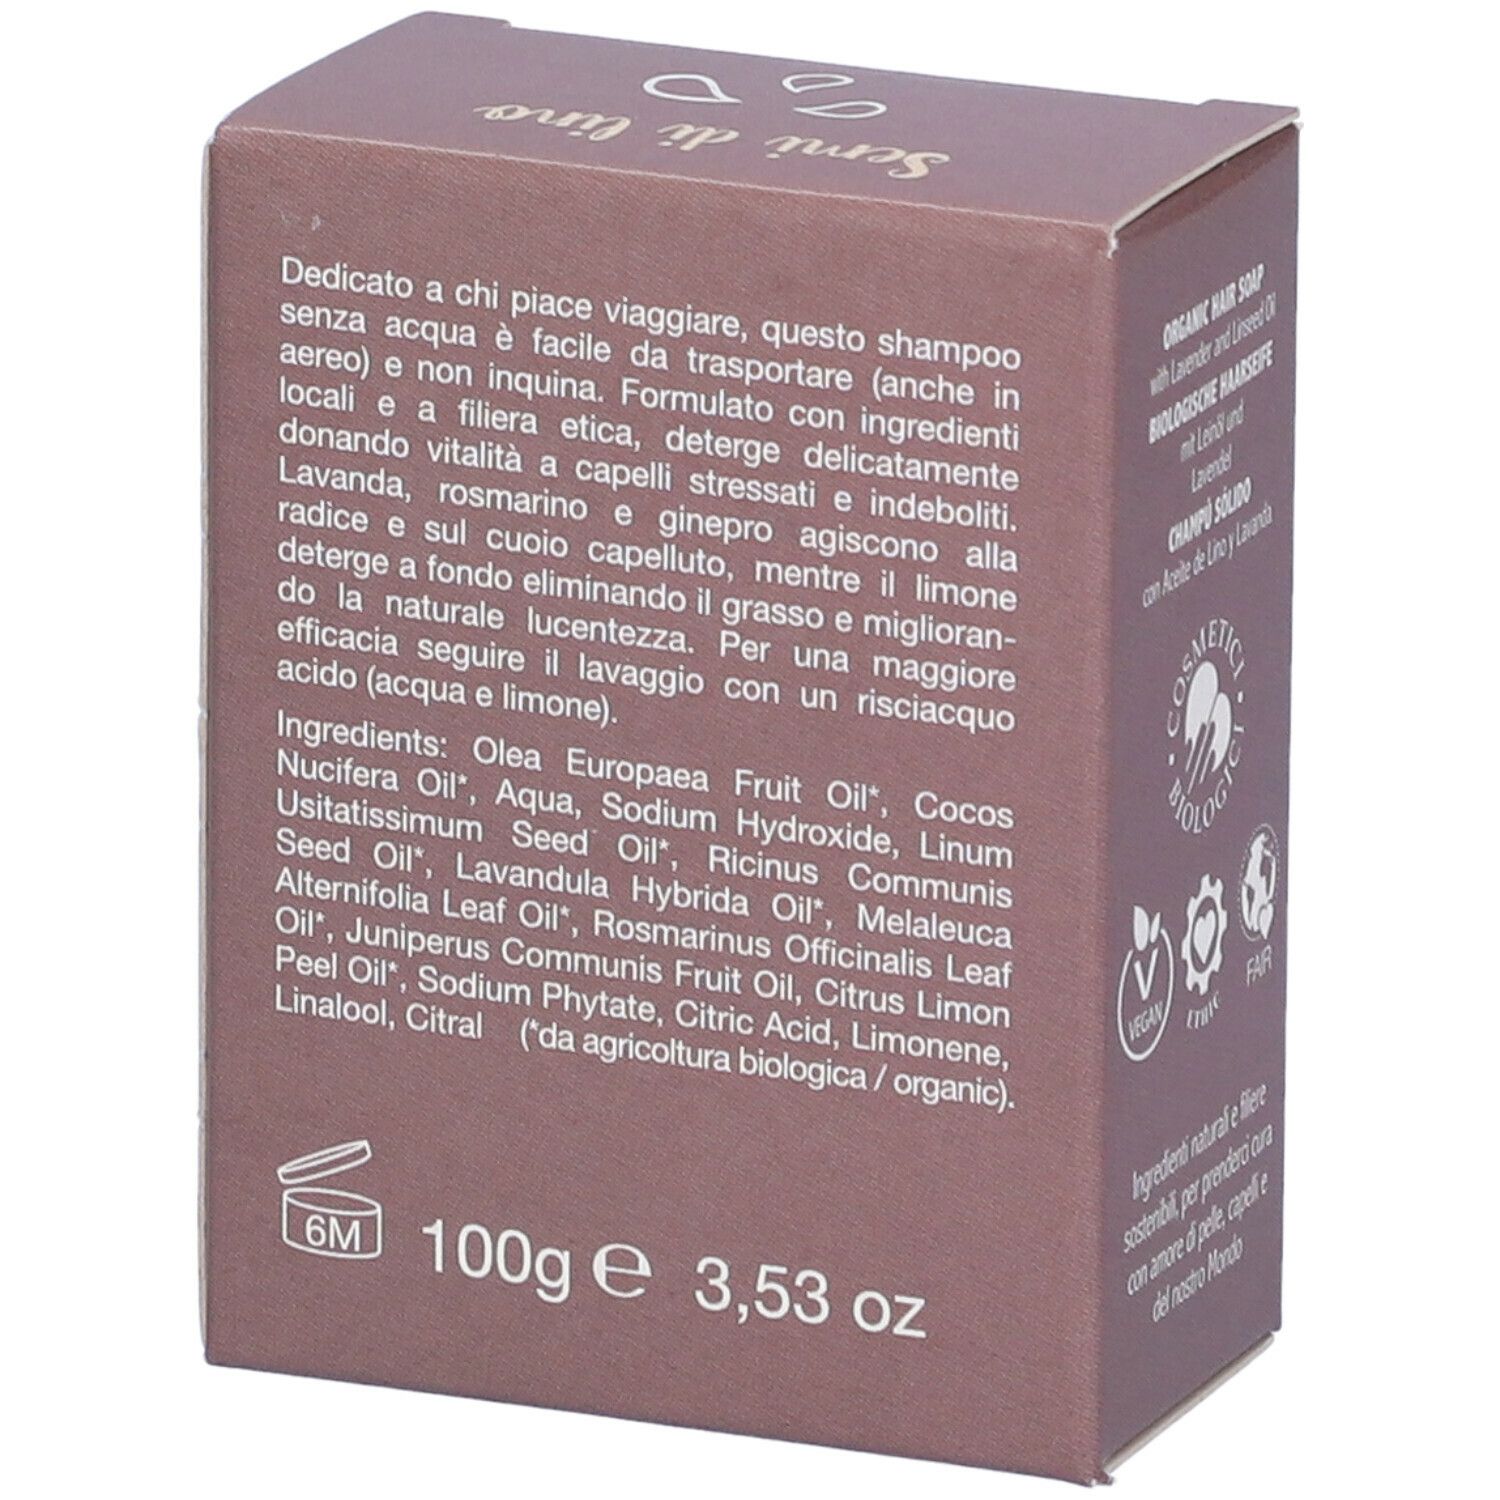 Semi di lino
Dedicato a chi piace viaggiare, questo shampoo
senza acqua è facile da trasportare (anche in
aereo) e non inquina. Formulato con ingredienti
locali e a filiera etica, deterge delicatamente
donando vitalità a capelli stressati e indeboliti.
Lavanda, rosmarino e ginepro agiscono alla
radice e sul cuoio capelluto, mentre il limone
deterge a fondo eliminando il grasso e miglioran-
do la naturale lucentezza. Per una maggiore
efficacia seguire il lavaggio con un risciacquo
acido (acqua e limone).
Ingredients: Olea Europaea Fruit Oil*, Cocos
Nucifera Oil*, Aqua, Sodium Hydroxide, Linum
Usitatissimum Seed Oil*, Ricinus Communis
Seed Oil*, Lavandula Hybrida Oil*, Melaleuca
Alternifolia Leaf Oil*, Rosmarinus Officinalis Leaf
Oil*, Juniperus Communis Fruit Oil, Citrus Limon
Peel Oil*, Sodium Phytate, Citric Acid, Limonene,
Linalool, Citral (*da agricoltura biologica / organic).
6M 100g e 3,53 oz
ORGANIC HAIR SOAP
with Lavender and Linseed Oil
BIOLOGISCHE HAARSEIFE
mit Leinöl und
Lavendel
CHAMPÚ SÓLIDO
con Aceite de Lino y Lavanda
COSMETICI
BIOLOGICI
V
VEGAN
FAIR
Ingredienti naturali e filiere
sostenibili, per prenderci cura
con amore di pelle, capelli e
del nostro Mondo